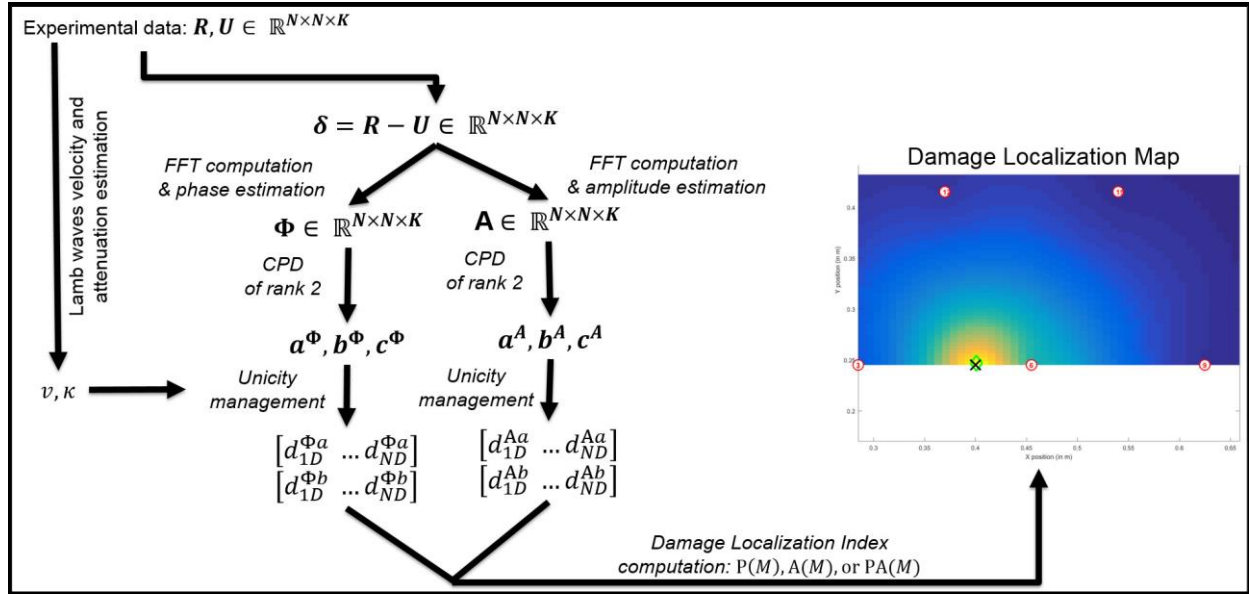 Experimental data: R, U ∈ ℝ^{N×N×K}
Lamb waves velocity and
attenuation estimation
δ = R − U ∈ ℝ^{N×N×K}
FFT computation
& phase estimation
FFT computation
& amplitude estimation
Φ ∈ ℝ^{N×N×K}
A ∈ ℝ^{N×N×K}
CPD
of rank 2
CPD
of rank 2
a^Φ, b^Φ, c^Φ
a^A, b^A, c^A
v, κ
Unicity
management
Unicity
management
[d_{1D}^{Φa} … d_{ND}^{Φa}]
[d_{1D}^{Φb} … d_{ND}^{Φb}]
[d_{1D}^{Aa} … d_{ND}^{Aa}]
[d_{1D}^{Ab} … d_{ND}^{Ab}]
Damage Localization Index
computation: P(M), A(M), or PA(M)
Damage Localization Map
Y position (in m)
0.4
0.35
0.3
0.25
0.2
3
6
9
0.3
0.35
0.4
0.45
0.5
0.55
0.6
0.65
X position (in m)